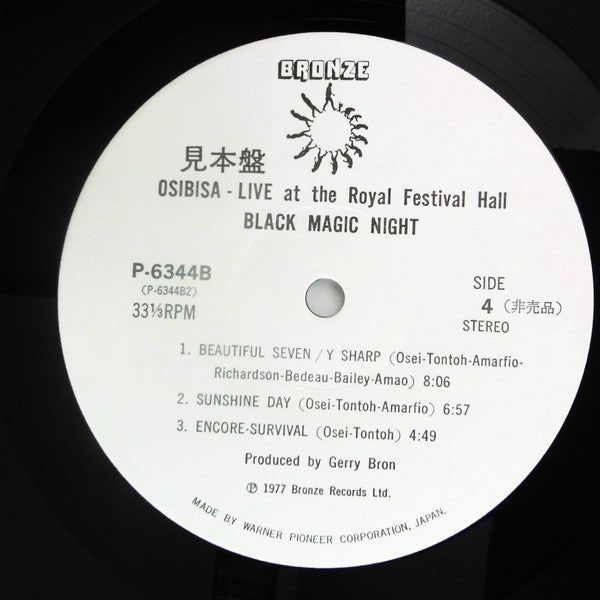 BRONZE
見本盤
OSIBISA - LIVE at the Royal Festival Hall
BLACK MAGIC NIGHT
P-6344B
(P-6344B2)
33⅓RPM
SIDE
4 (非売品)
STEREO
1. BEAUTIFUL SEVEN / Y SHARP (Osei-Tontoh-Amarfio-
Richardson-Bedeau-Bailey-Amao) 8:06
2. SUNSHINE DAY (Osei-Tontoh-Amarfio) 6:57
3. ENCORE-SURVIVAL (Osei-Tontoh) 4:49
Produced by Gerry Bron
℗ 1977 Bronze Records Ltd.
MADE BY WARNER PIONEER CORPORATION, JAPAN.